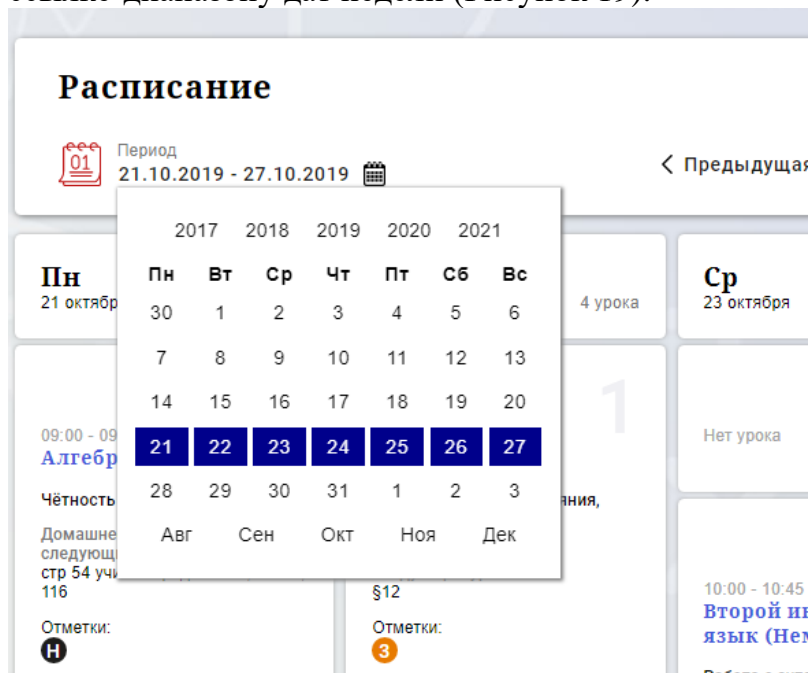 Расписание
Период
21.10.2019 - 27.10.2019
Предыдущая
2017 2018 2019 2020 2021
Пн Вт Ср Чт Пт Сб Вс
30 1 2 3 4 5 6
7 8 9 10 11 12 13
14 15 16 17 18 19 20
21 22 23 24 25 26 27
28 29 30 31 1 2 3
Авг Сен Окт Ноя Дек
Пн
21 октябр
4 урока
Ср
23 октября
1
09:00 - 09
Алгебр
Чётность
Домашне
следующ
стр 54 уч
116
Отметки:
Н
яния,
§12
Отметки:
3
Нет урока
10:00 - 10:45
Второй ин
язык (Нем